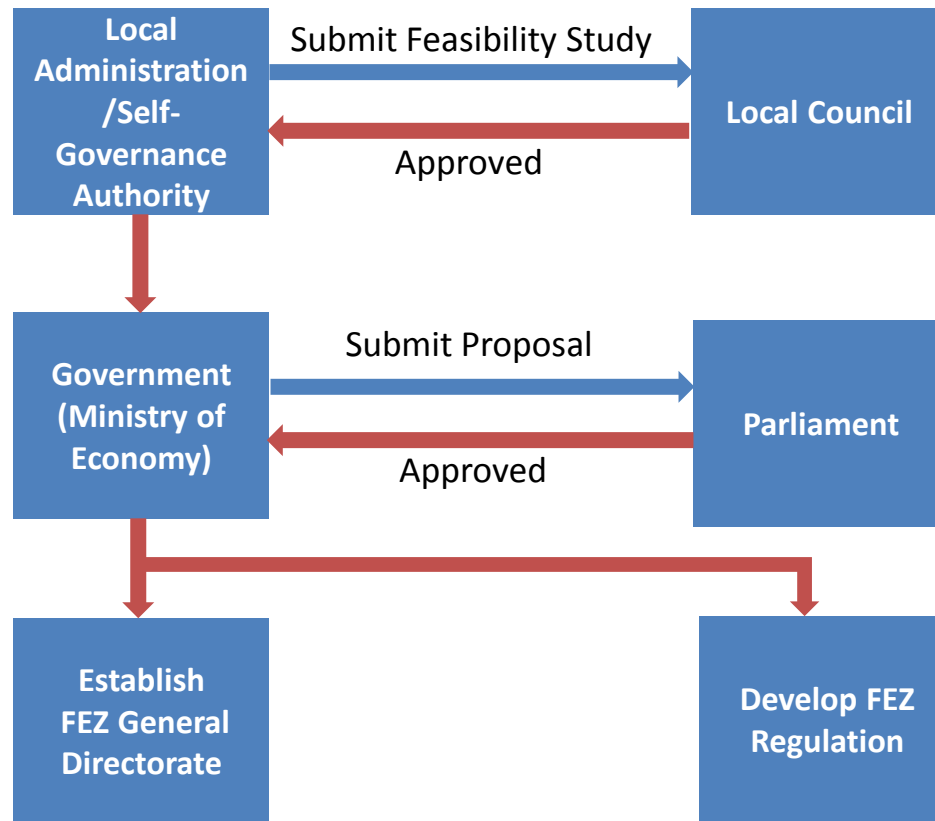 Local
Administration
/Self-
Governance
Authority
Submit Feasibility Study
Approved
Local Council
Government
(Ministry of
Economy)
Submit Proposal
Approved
Parliament
Establish
FEZ General
Directorate
Develop FEZ
Regulation